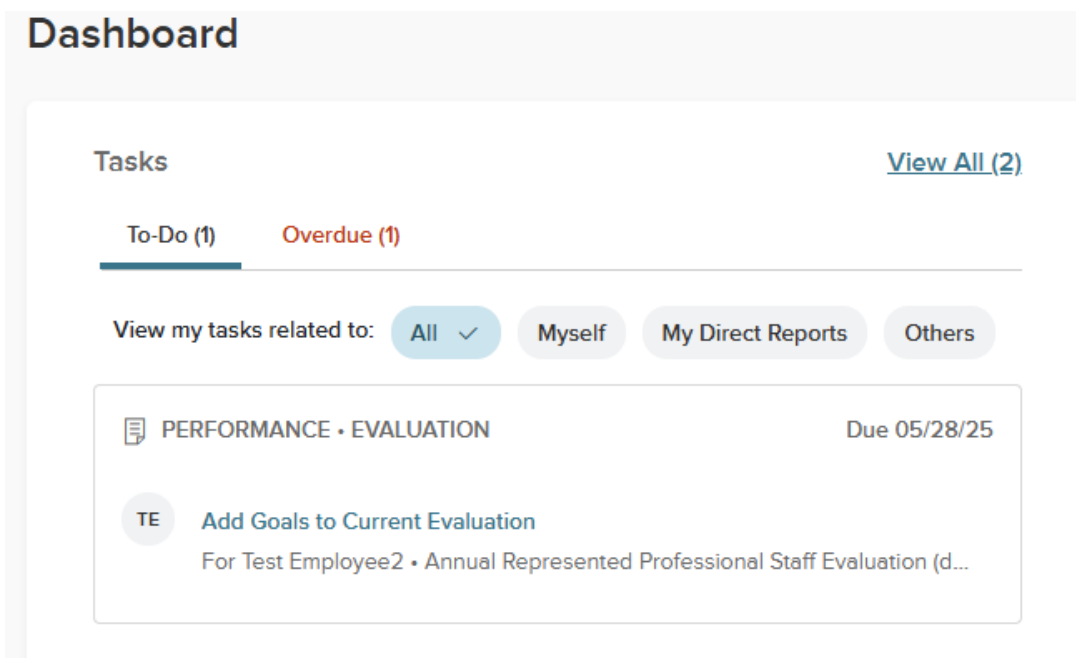 Dashboard
Tasks
View All (2)
To-Do (1)
Overdue (1)
View my tasks related to:
All
Myself
My Direct Reports
Others
PERFORMANCE • EVALUATION
Due 05/28/25
TE
Add Goals to Current Evaluation
For Test Employee2 • Annual Represented Professional Staff Evaluation (d...